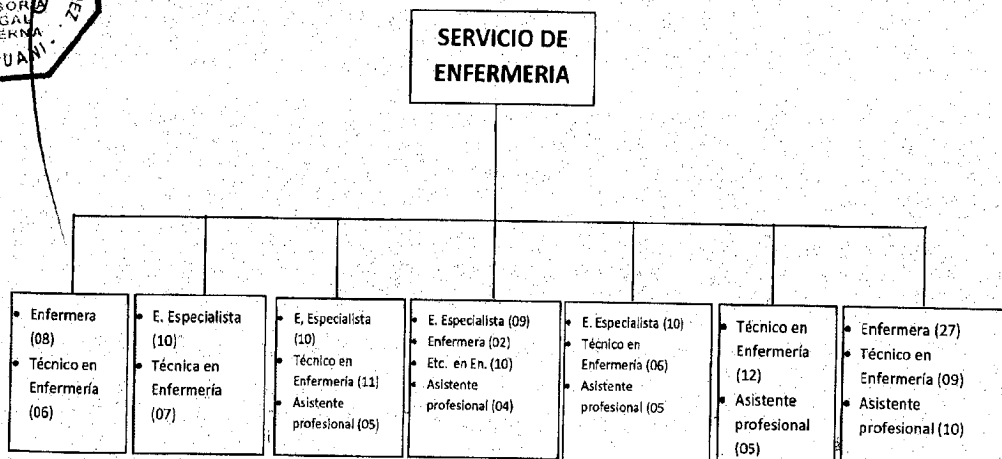 SERVICIO DE
ENFERMERIA
• Enfermera
(08)
• Técnico en
Enfermería
(06)
• E. Especialista
(10)
• Técnica en
Enfermería
(07)
• E, Especialista
(10)
• Técnico en
Enfermería (11)
• Asistente
profesional (05)
• E. Especialista (09)
• Enfermera (02)
• Etc. en En. (10)
• Asistente
profesional (04)
• E. Especialista (10)
• Técnico en
Enfermería (06)
• Asistente
profesional (05
• Técnico en
Enfermería
(12)
• Asistente
profesional
(05)
• Enfermera (27)
• Técnico en
Enfermería (09)
• Asistente
profesional (10)